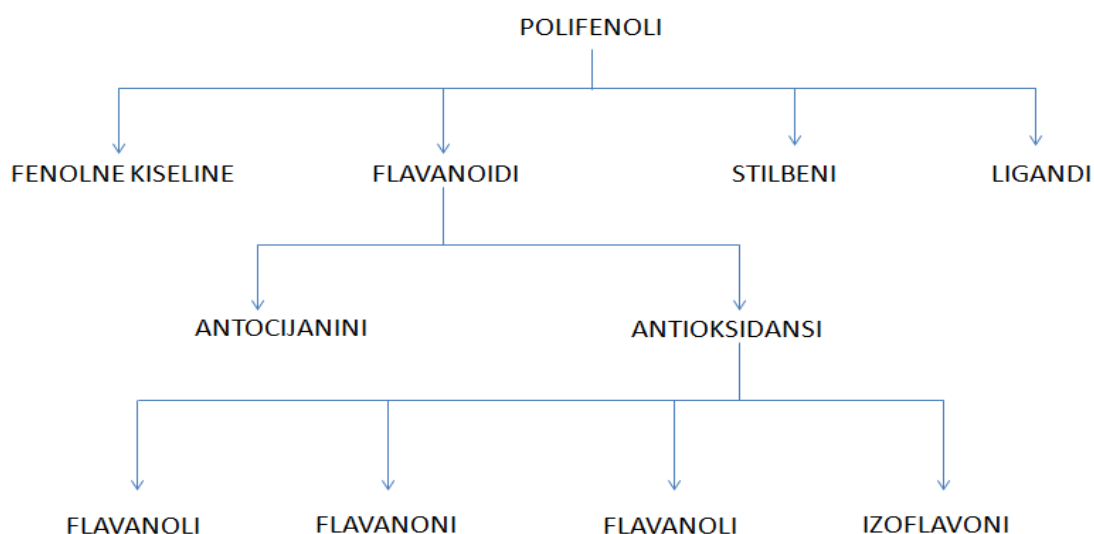 POLIFENOLI
FENOLNE KISELINE
FLAVANOIDI
STILBENI
LIGANDI
ANTOCIJANINI
ANTIOKSIDANSI
FLAVANOLI
FLAVANONI
FLAVANOLI
IZOFLAVONI